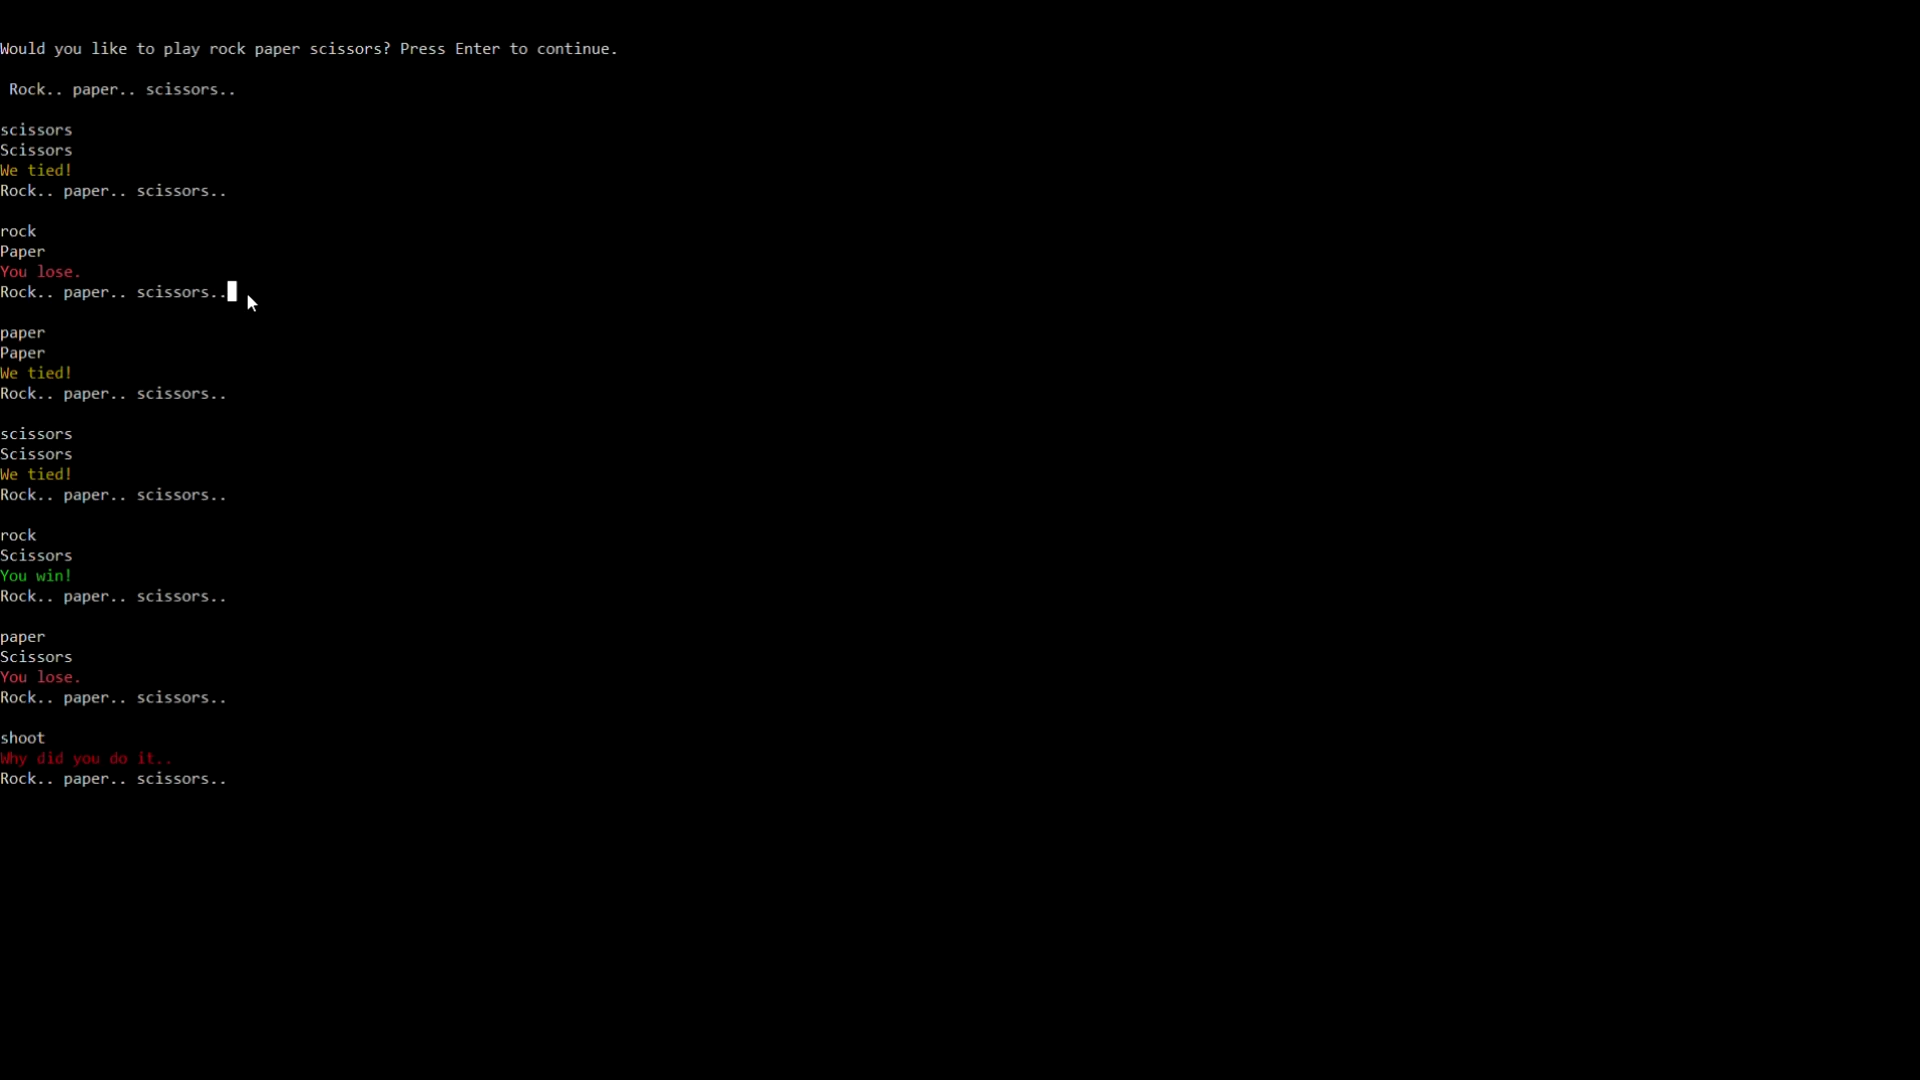 Would you like to play rock paper scissors? Press Enter to continue.
Rock.. paper.. scissors..
scissors
Scissors
We tied!
Rock.. paper.. scissors..
rock
Paper
You lose.
Rock.. paper.. scissors..
paper
Paper
We tied!
Rock.. paper.. scissors..
scissors
Scissors
We tied!
Rock.. paper.. scissors..
rock
Scissors
You win!
Rock.. paper.. scissors..
paper
Scissors
You lose.
Rock.. paper.. scissors..
shoot
Why did you do it..
Rock.. paper.. scissors..